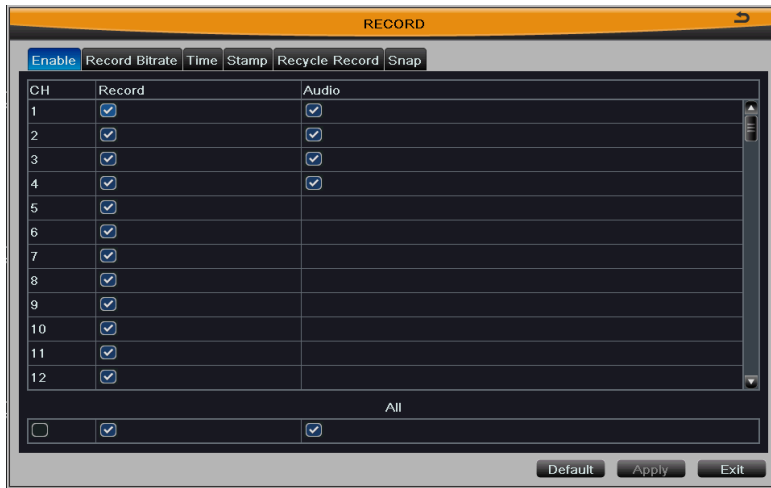 RECORD
Enable Record Bitrate Time Stamp Recycle Record Snap
CH Record Audio
1
2
3
4
5
6
7
8
9
10
11
12
All
Default Apply Exit